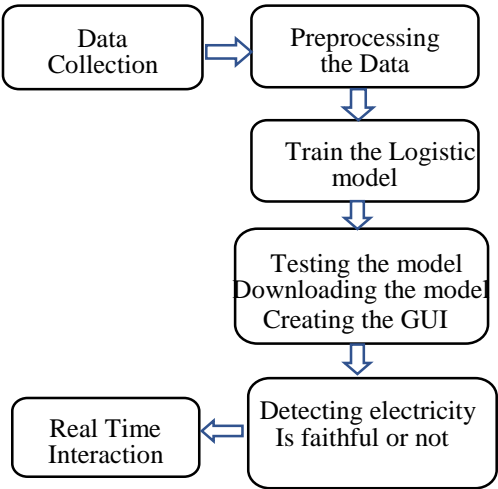 Data
Collection
Preprocessing
the Data
Train the Logistic
model
Testing the model
Downloading the model
Creating the GUI
Detecting electricity
Is faithful or not
Real Time
Interaction